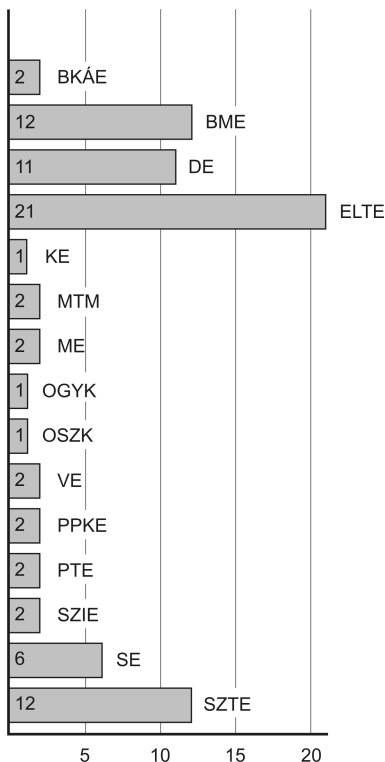 2 BKÁE
12 BME
11 DE
21 ELTE
1 KE
2 MTM
2 ME
1 OGYK
1 OSZK
2 VE
2 PPKE
2 PTE
2 SZIE
6 SE
12 SZTE
5 10 15 20